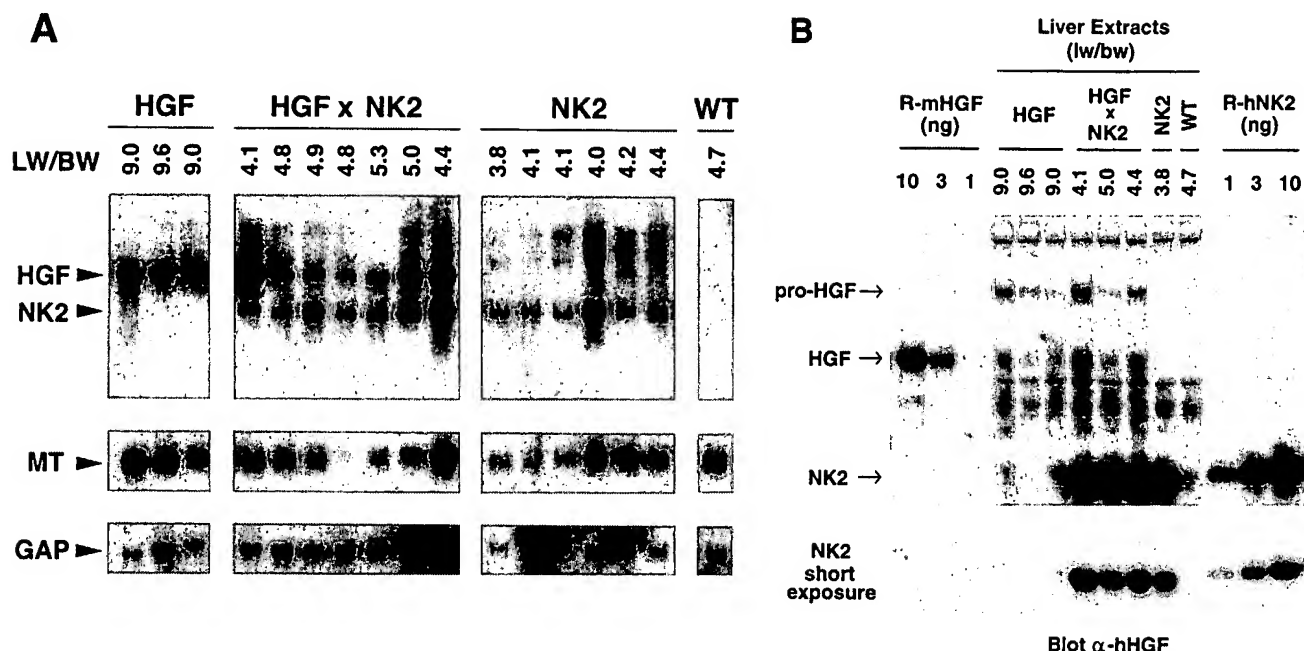 A
HGF
HGF x NK2
NK2
WT
LW/BW
9.0 9.6 9.0
4.1 4.8 4.9 4.8 5.3 5.0 4.4
3.8 4.1 4.1 4.0 4.2 4.4
4.7
HGF
NK2
MT
GAP
B
Liver Extracts
(lw/bw)
R-mHGF
(ng)
HGF
HGF
x
NK2
NK2
WT
R-hNK2
(ng)
10 3 1
9.0 9.6 9.0
4.1 5.0 4.4
3.8
4.7
1 3 10
pro-HGF →
HGF →
NK2 →
NK2
short
exposure
Blot α-hHGF